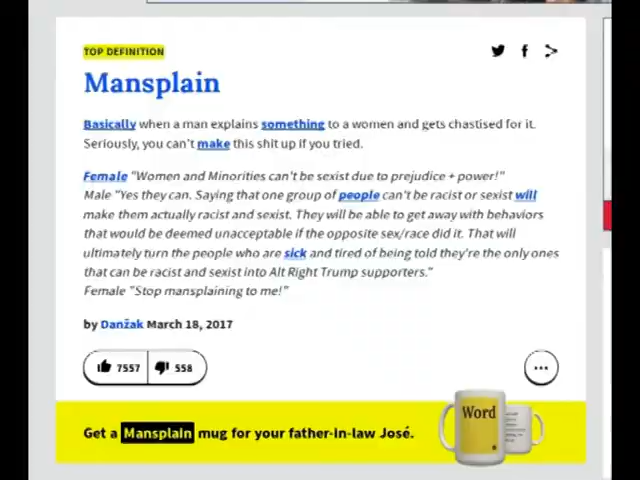 TOP DEFINITION
Mansplain
Basically when a man explains something to a women and gets chastised for it.
Seriously, you can't make this shit up if you tried.
Female "Women and Minorities can't be sexist due to prejudice + power!"
Male "Yes they can. Saying that one group of people can't be racist or sexist will
make them actually racist and sexist. They will be able to get away with behaviors
that would be deemed unacceptable if the opposite sex/race did it. That will
ultimately turn the people who are sick and tired of being told they're the only ones
that can be racist and sexist into Alt Right Trump supporters."
Female "Stop mansplaining to me!"
by Danžak March 18, 2017
7557 558
Get a Mansplain mug for your father-in-law José.
Word